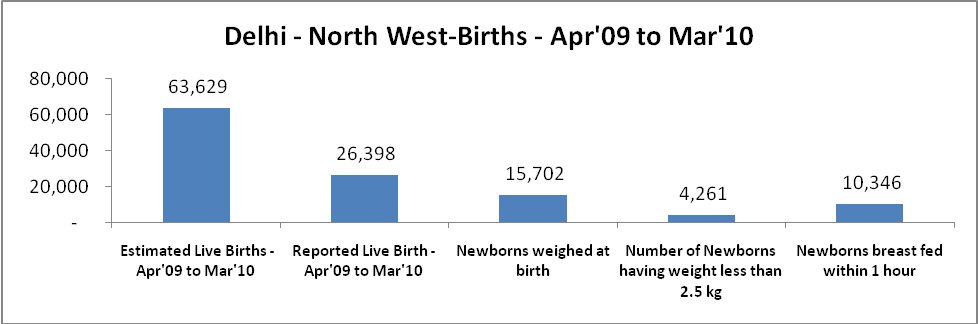 Delhi - North West-Births - Apr'09 to Mar'10
80,000
60,000
40,000
20,000
-
63,629
26,398
15,702
4,261
10,346
Estimated Live Births -
Apr'09 to Mar'10
Reported Live Birth -
Apr'09 to Mar'10
Newborns weighed at
birth
Number of Newborns
having weight less than
2.5 kg
Newborns breast fed
within 1 hour